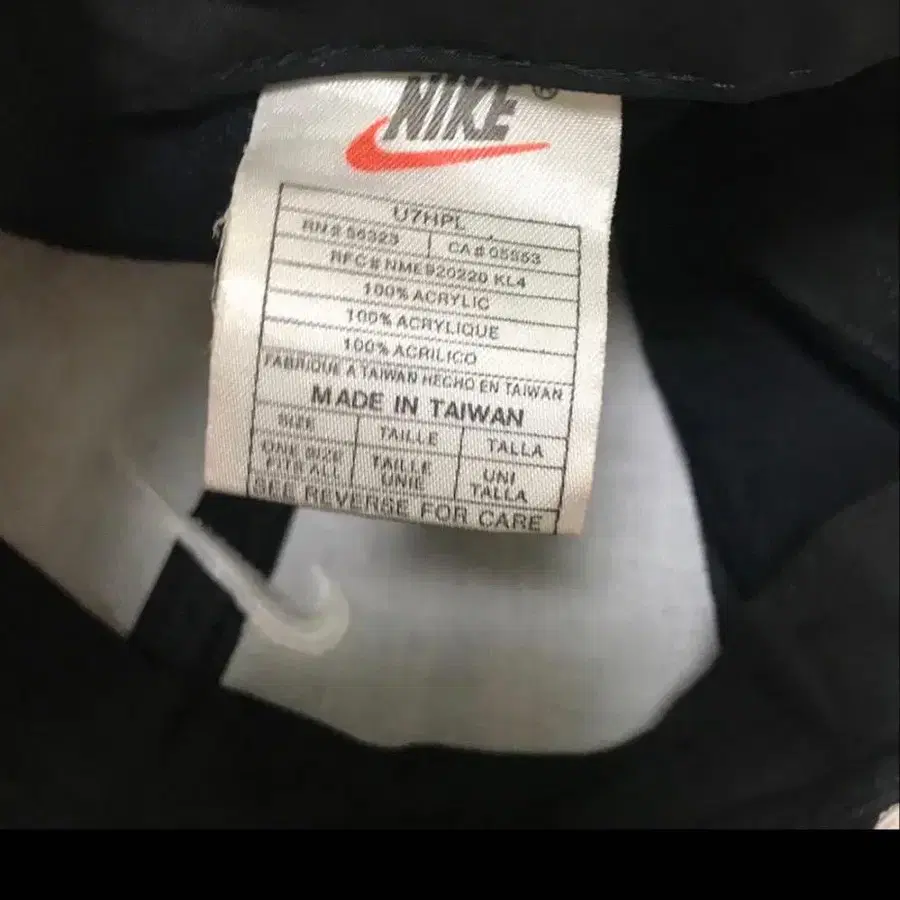 NIKE ®
U7HPL
RN# 56323 CA# 05553
RFC# NME920220 KL4
100% ACRYLIC
100% ACRYLIQUE
100% ACRILICO
FABRIQUE A TAIWAN HECHO EN TAIWAN
MADE IN TAIWAN
SIZE TAILLE TALLA
ONE SIZE TAILLE UNI
FITS ALL UNIE TALLA
SEE REVERSE FOR CARE